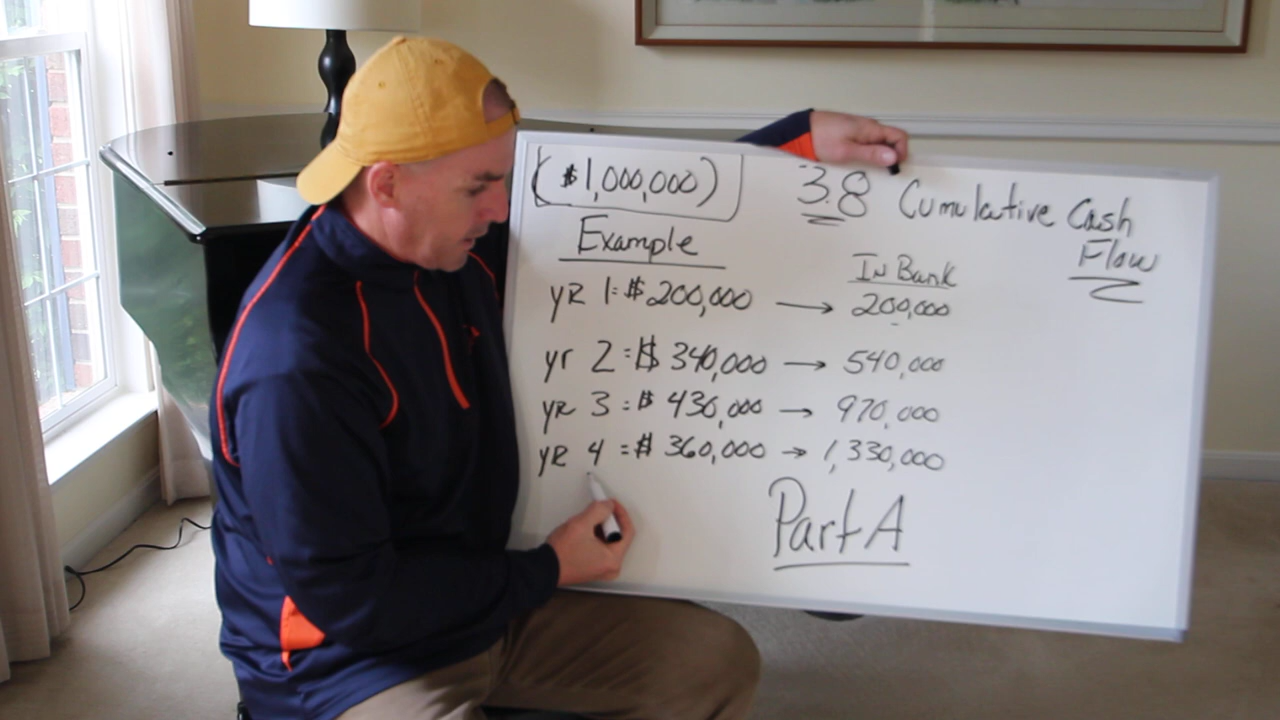 ($1,000,000)
3.8 Cumulative Cash
Flow
Example
In Bank
yR 1 = $200,000 → 200,000
yr 2 = $ 340,000 → 540,000
yR 3 = $ 430,000 → 970,000
yR 4 = $ 360,000 → 1,330,000
Part A